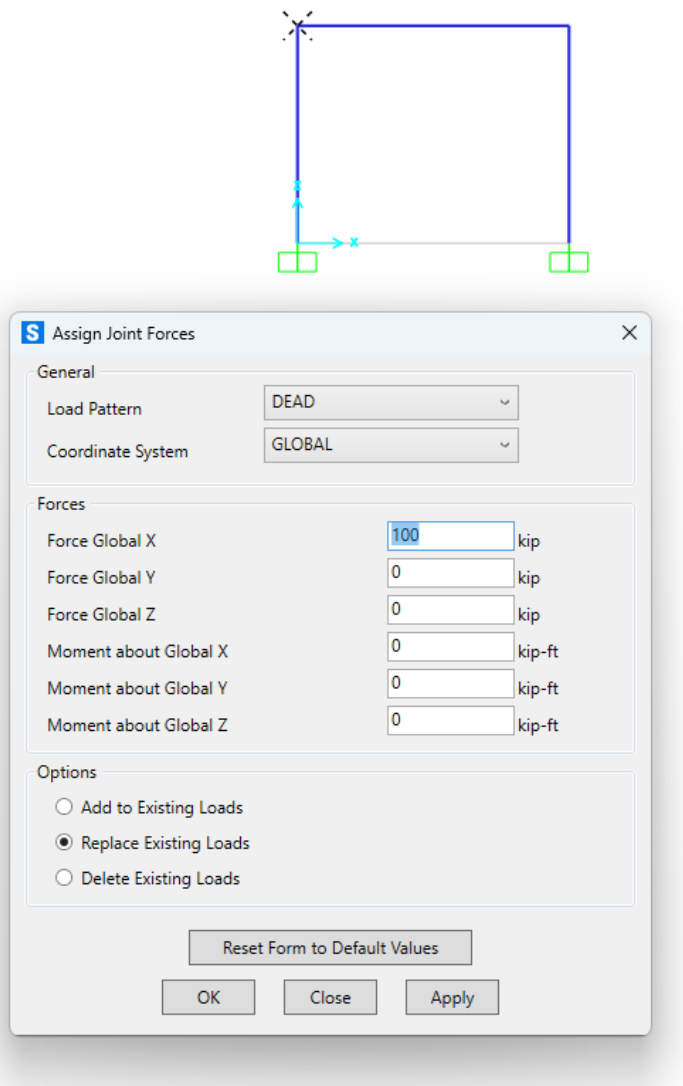 Z
X
S Assign Joint Forces
General
Load Pattern DEAD
Coordinate System GLOBAL
Forces
Force Global X 100 kip
Force Global Y 0 kip
Force Global Z 0 kip
Moment about Global X 0 kip-ft
Moment about Global Y 0 kip-ft
Moment about Global Z 0 kip-ft
Options
Add to Existing Loads
Replace Existing Loads
Delete Existing Loads
Reset Form to Default Values
OK Close Apply